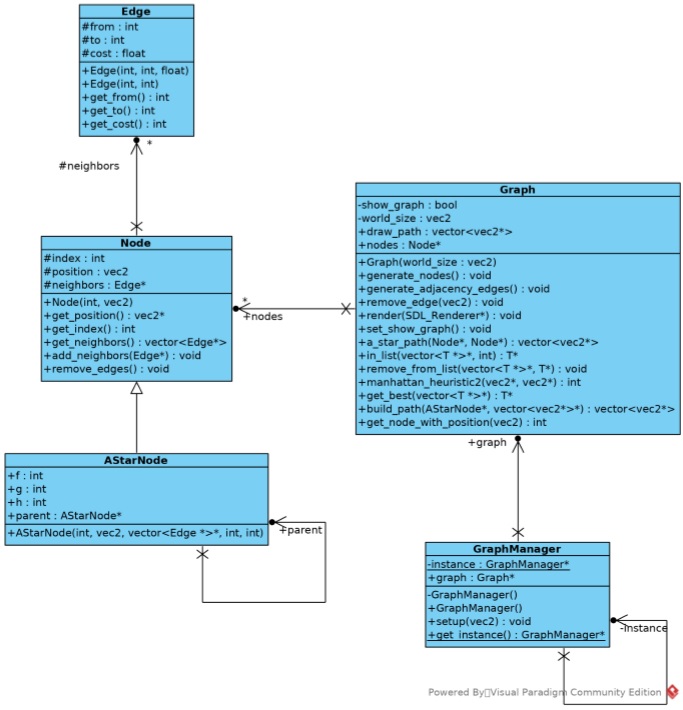 Edge
#from : int
#to : int
#cost : float
+Edge(int, int, float)
+Edge(int, int)
+get_from() : int
+get_to() : int
+get_cost() : int
*
#neighbors
Node
#index : int
#position : vec2
#neighbors : Edge*
+Node(int, vec2)
+get_position() : vec2*
+get_index() : int
+get_neighbors() : vector<Edge*>
+add_neighbors(Edge*) : void
+remove_edges() : void
*
+nodes
Graph
-show_graph : bool
-world_size : vec2
+draw_path : vector<vec2*>
+nodes : Node*
+Graph(world_size : vec2)
+generate_nodes() : void
+generate_adjacency_edges() : void
+remove_edge(vec2) : void
+render(SDL_Renderer*) : void
+set_show_graph() : void
+a_star_path(Node*, Node*) : vector<vec2*>
+in_list(vector<T *>*, int) : T*
+remove_from_list(vector<T *>*, T*) : void
+manhattan_heuristic2(vec2*, vec2*) : int
+get_best(vector<T *>*) : T*
+build_path(AStarNode*, vector<vec2*>*) : vector<vec2*>
+get_node_with_position(vec2) : int
+graph
AStarNode
+f : int
+g : int
+h : int
+parent : AStarNode*
+AStarNode(int, vec2, vector<Edge *>*, int, int)
+parent
GraphManager
-instance : GraphManager*
+graph : Graph*
-GraphManager()
+GraphManager()
+setup(vec2) : void
+get_instance() : GraphManager*
-instance
Powered By Visual Paradigm Community Edition